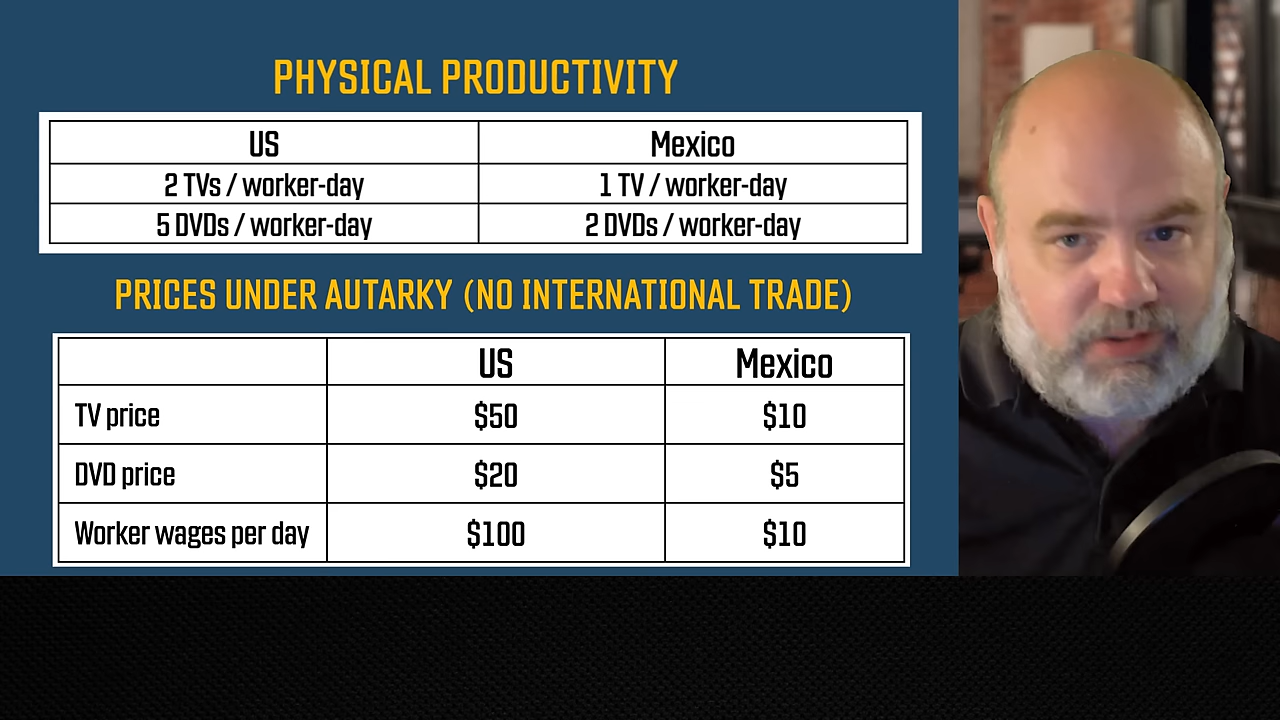 PHYSICAL PRODUCTIVITY
US Mexico
2 TVs / worker-day 1 TV / worker-day
5 DVDs / worker-day 2 DVDs / worker-day
PRICES UNDER AUTARKY (NO INTERNATIONAL TRADE)
US Mexico
TV price $50 $10
DVD price $20 $5
Worker wages per day $100 $10